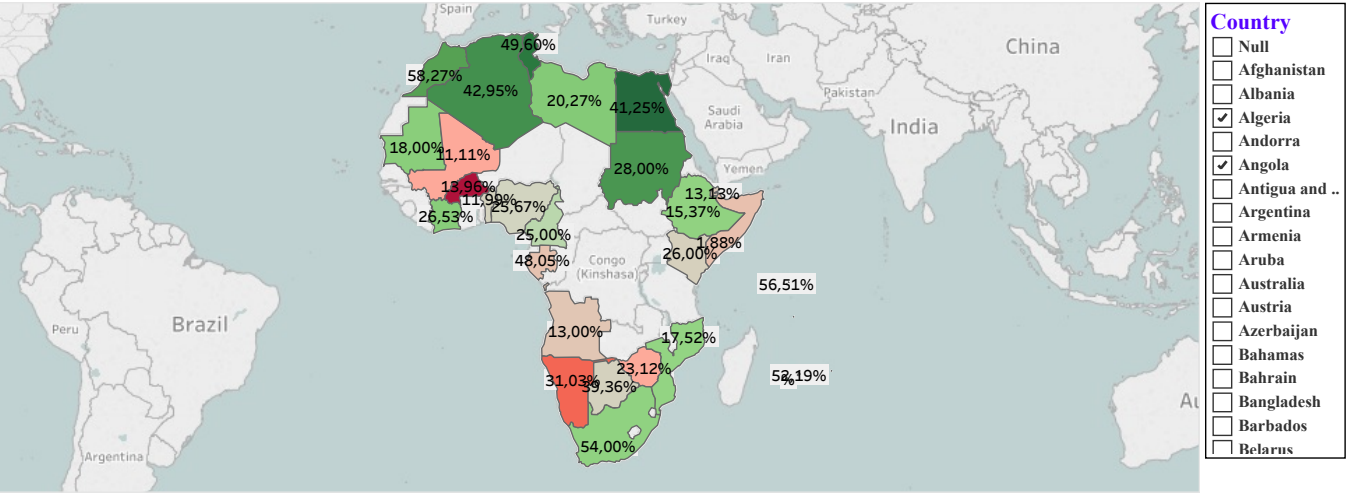 Spain
Turkey
49,60%
58,27%
42,95%
20,27%
41,25%
Iraq
Iran
China
Pakistan
Saudi
Arabia
India
Yemen
18,00%
11,11%
28,00%
13,96%
11,99%
25,67%
26,53%
25,00%
13,13%
15,37%
1,88%
26,00%
48,05%
Congo
(Kinshasa)
56,51%
Peru
Brazil
13,00%
17,52%
23,12%
31,03%
39,36%
%
54,00%
Argentina
Au
Country
Null
Afghanistan
Albania
Algeria
Andorra
Angola
Antigua and ..
Argentina
Armenia
Aruba
Australia
Austria
Azerbaijan
Bahamas
Bahrain
Bangladesh
Barbados
Belarus